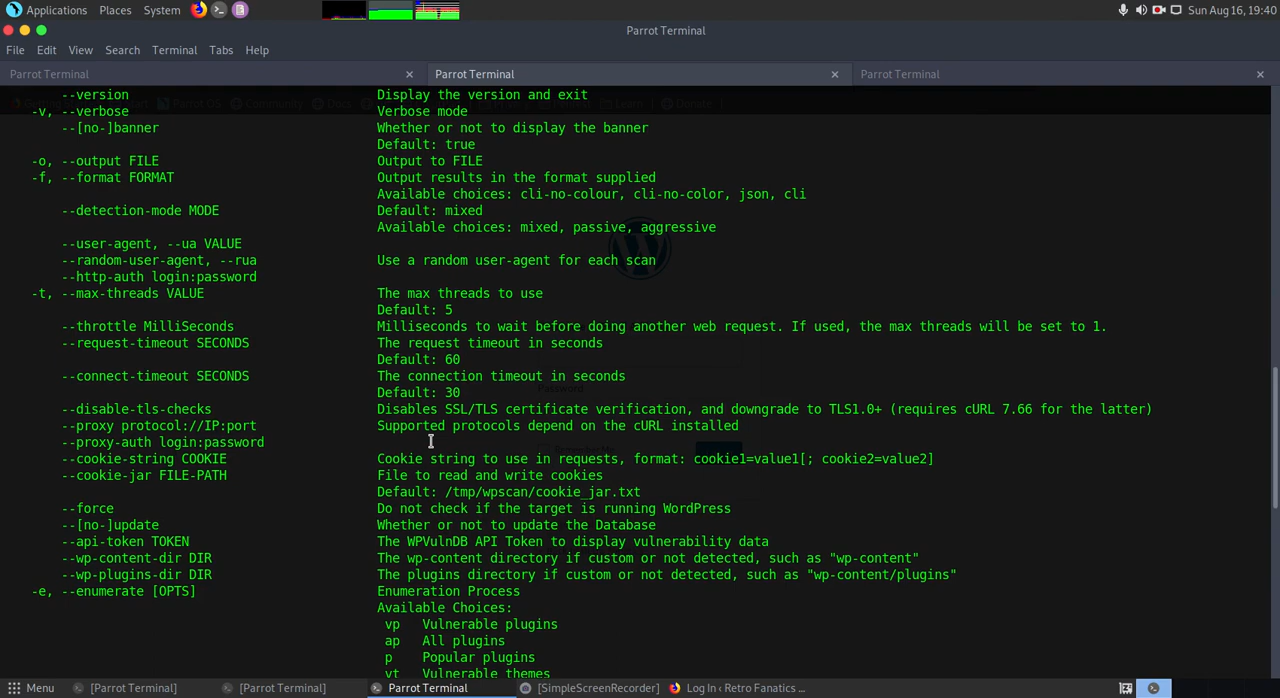 Applications Places System Sun Aug 16, 19:40
Parrot Terminal
File Edit View Search Terminal Tabs Help
Parrot Terminal × Parrot Terminal × Parrot Terminal ×
--version Display the version and exit
-v, --verbose Verbose mode
--[no-]banner Whether or not to display the banner
Default: true
-o, --output FILE Output to FILE
-f, --format FORMAT Output results in the format supplied
Available choices: cli-no-colour, cli-no-color, json, cli
--detection-mode MODE Default: mixed
Available choices: mixed, passive, aggressive
--user-agent, --ua VALUE
--random-user-agent, --rua Use a random user-agent for each scan
--http-auth login:password
-t, --max-threads VALUE The max threads to use
Default: 5
--throttle MilliSeconds Milliseconds to wait before doing another web request. If used, the max threads will be set to 1.
--request-timeout SECONDS The request timeout in seconds
Default: 60
--connect-timeout SECONDS The connection timeout in seconds
Default: 30
--disable-tls-checks Disables SSL/TLS certificate verification, and downgrade to TLS1.0+ (requires cURL 7.66 for the latter)
--proxy protocol://IP:port Supported protocols depend on the cURL installed
--proxy-auth login:password
--cookie-string COOKIE Cookie string to use in requests, format: cookie1=value1[; cookie2=value2]
--cookie-jar FILE-PATH File to read and write cookies
Default: /tmp/wpscan/cookie_jar.txt
--force Do not check if the target is running WordPress
--[no-]update Whether or not to update the Database
--api-token TOKEN The WPVulnDB API Token to display vulnerability data
--wp-content-dir DIR The wp-content directory if custom or not detected, such as "wp-content"
--wp-plugins-dir DIR The plugins directory if custom or not detected, such as "wp-content/plugins"
-e, --enumerate [OPTS] Enumeration Process
Available Choices:
vp Vulnerable plugins
ap All plugins
p Popular plugins
vt Vulnerable themes
Menu [Parrot Terminal] [Parrot Terminal] Parrot Terminal [SimpleScreenRecorder] Log In ‹ Retro Fanatics ...